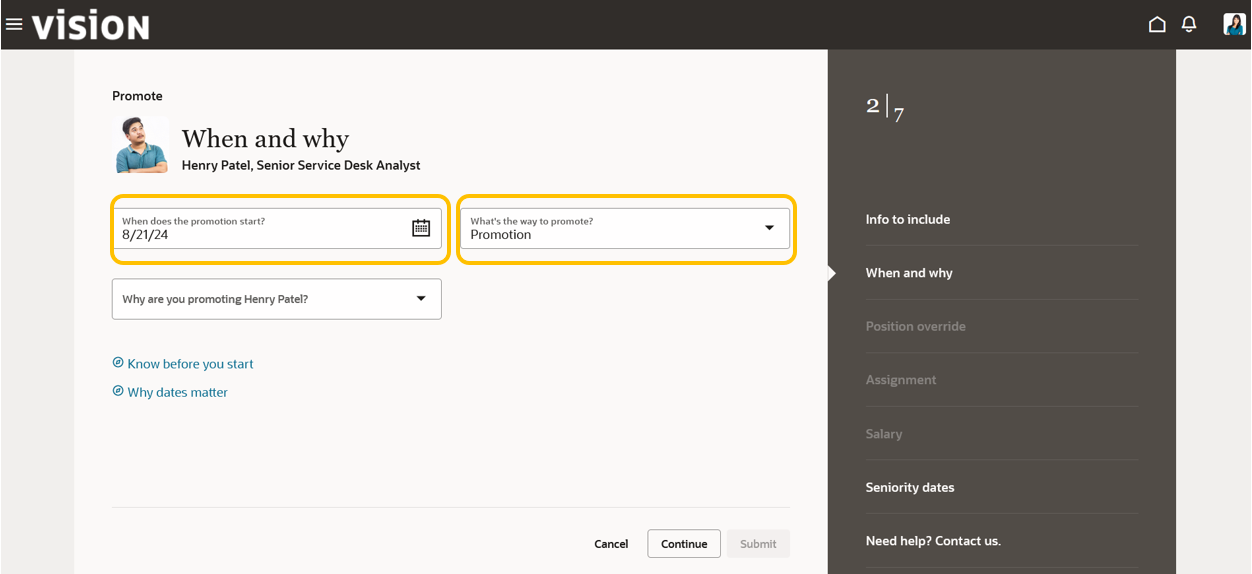 vision
Promote
When and why
Henry Patel, Senior Service Desk Analyst
When does the promotion start?
8/21/24
What's the way to promote?
Promotion
Why are you promoting Henry Patel?
Know before you start
Why dates matter
Cancel
Continue
Submit
2
7
Info to include
When and why
Position override
Assignment
Salary
Seniority dates
Need help? Contact us.